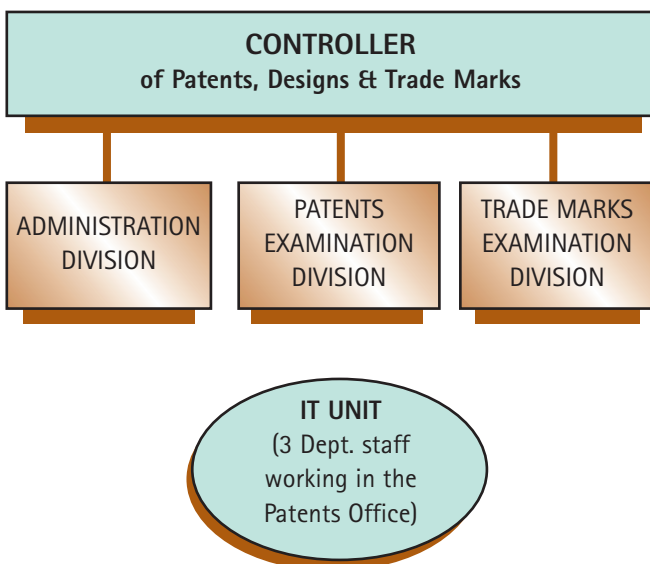 CONTROLLER
of Patents, Designs & Trade Marks
ADMINISTRATION
DIVISION
PATENTS
EXAMINATION
DIVISION
TRADE MARKS
EXAMINATION
DIVISION
IT UNIT
(3 Dept. staff
working in the
Patents Office)